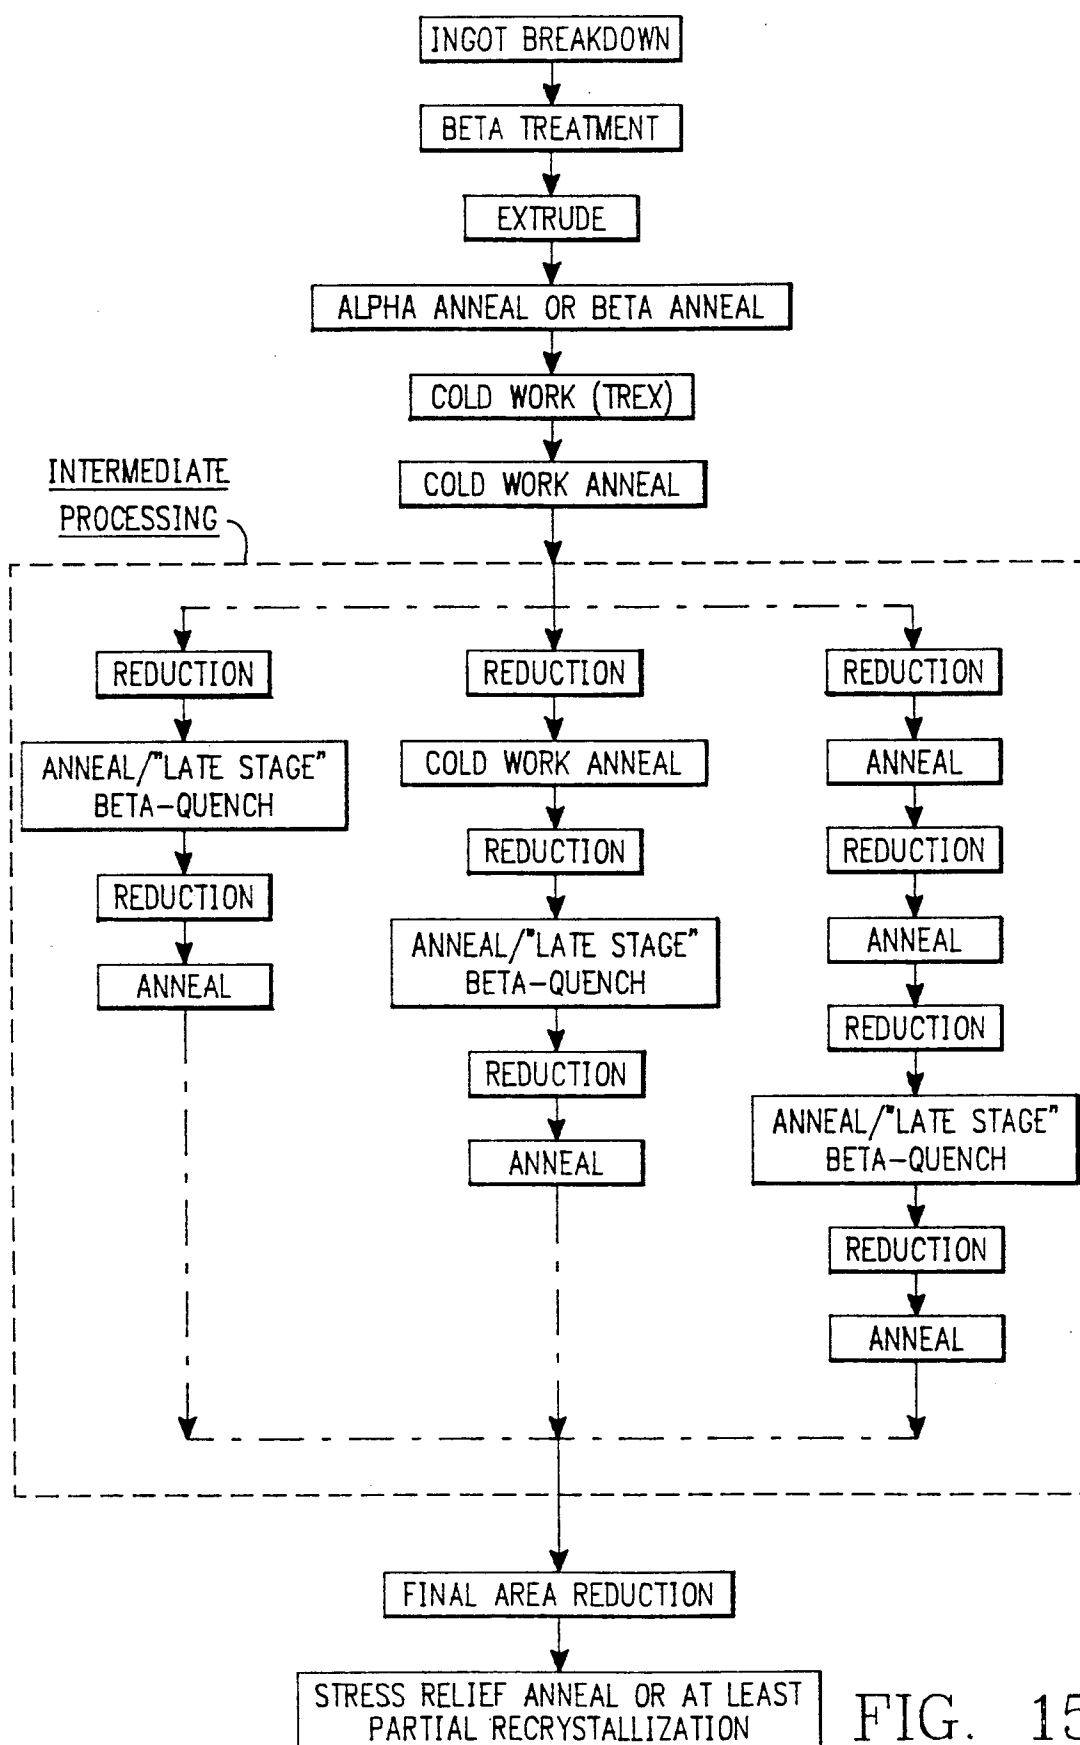 INGOT BREAKDOWN
BETA TREATMENT
EXTRUDE
ALPHA ANNEAL OR BETA ANNEAL
COLD WORK (TREX)
COLD WORK ANNEAL
INTERMEDIATE
PROCESSING
REDUCTION
ANNEAL/"LATE STAGE"
BETA-QUENCH
REDUCTION
ANNEAL
REDUCTION
COLD WORK ANNEAL
REDUCTION
ANNEAL/"LATE STAGE"
BETA-QUENCH
REDUCTION
ANNEAL
REDUCTION
ANNEAL
REDUCTION
ANNEAL
REDUCTION
ANNEAL/"LATE STAGE"
BETA-QUENCH
REDUCTION
ANNEAL
FINAL AREA REDUCTION
STRESS RELIEF ANNEAL OR AT LEAST
PARTIAL RECRYSTALLIZATION
FIG. 15